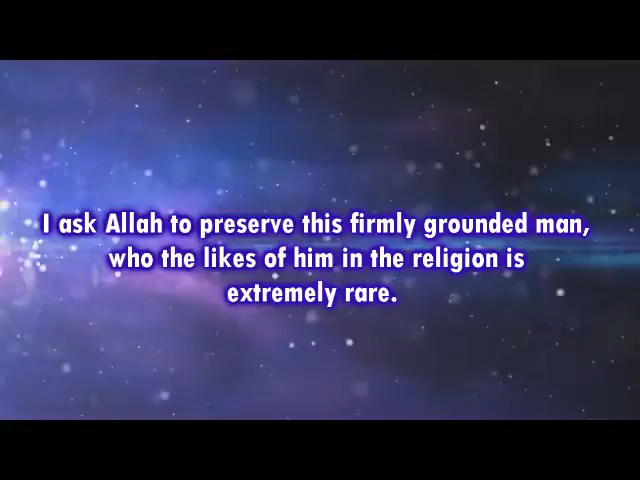 I ask Allah to preserve this firmly grounded man,
who the likes of him in the religion is
extremely rare.